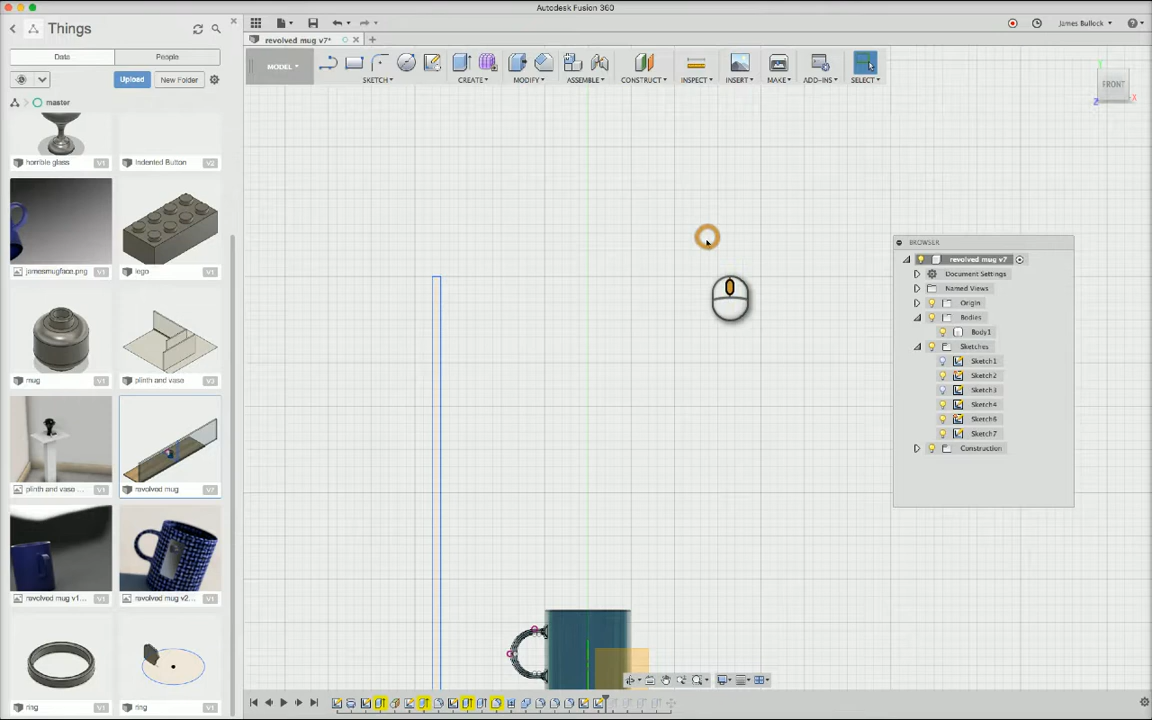 Autodesk Fusion 360
Things
James Bullock
revolved mug v7*
Data
People
MODEL
SKETCH
CREATE
MODIFY
ASSEMBLE
CONSTRUCT
INSPECT
INSERT
MAKE
ADD-INS
SELECT
Upload
New Folder
FRONT
Y
Z
X
master
horrible glass
V1
Indented Button
V2
jamesmugface.png
V1
lego
V1
BROWSER
revolved mug v7
Document Settings
Named Views
Origin
Bodies
Body1
Sketches
Sketch1
Sketch2
Sketch3
Sketch4
Sketch6
Sketch7
Construction
mug
V1
plinth and vase
V3
plinth and vase ...
V1
revolved mug
V7
revolved mug v1...
V1
revolved mug v2...
V1
ring
V1
ring
V1